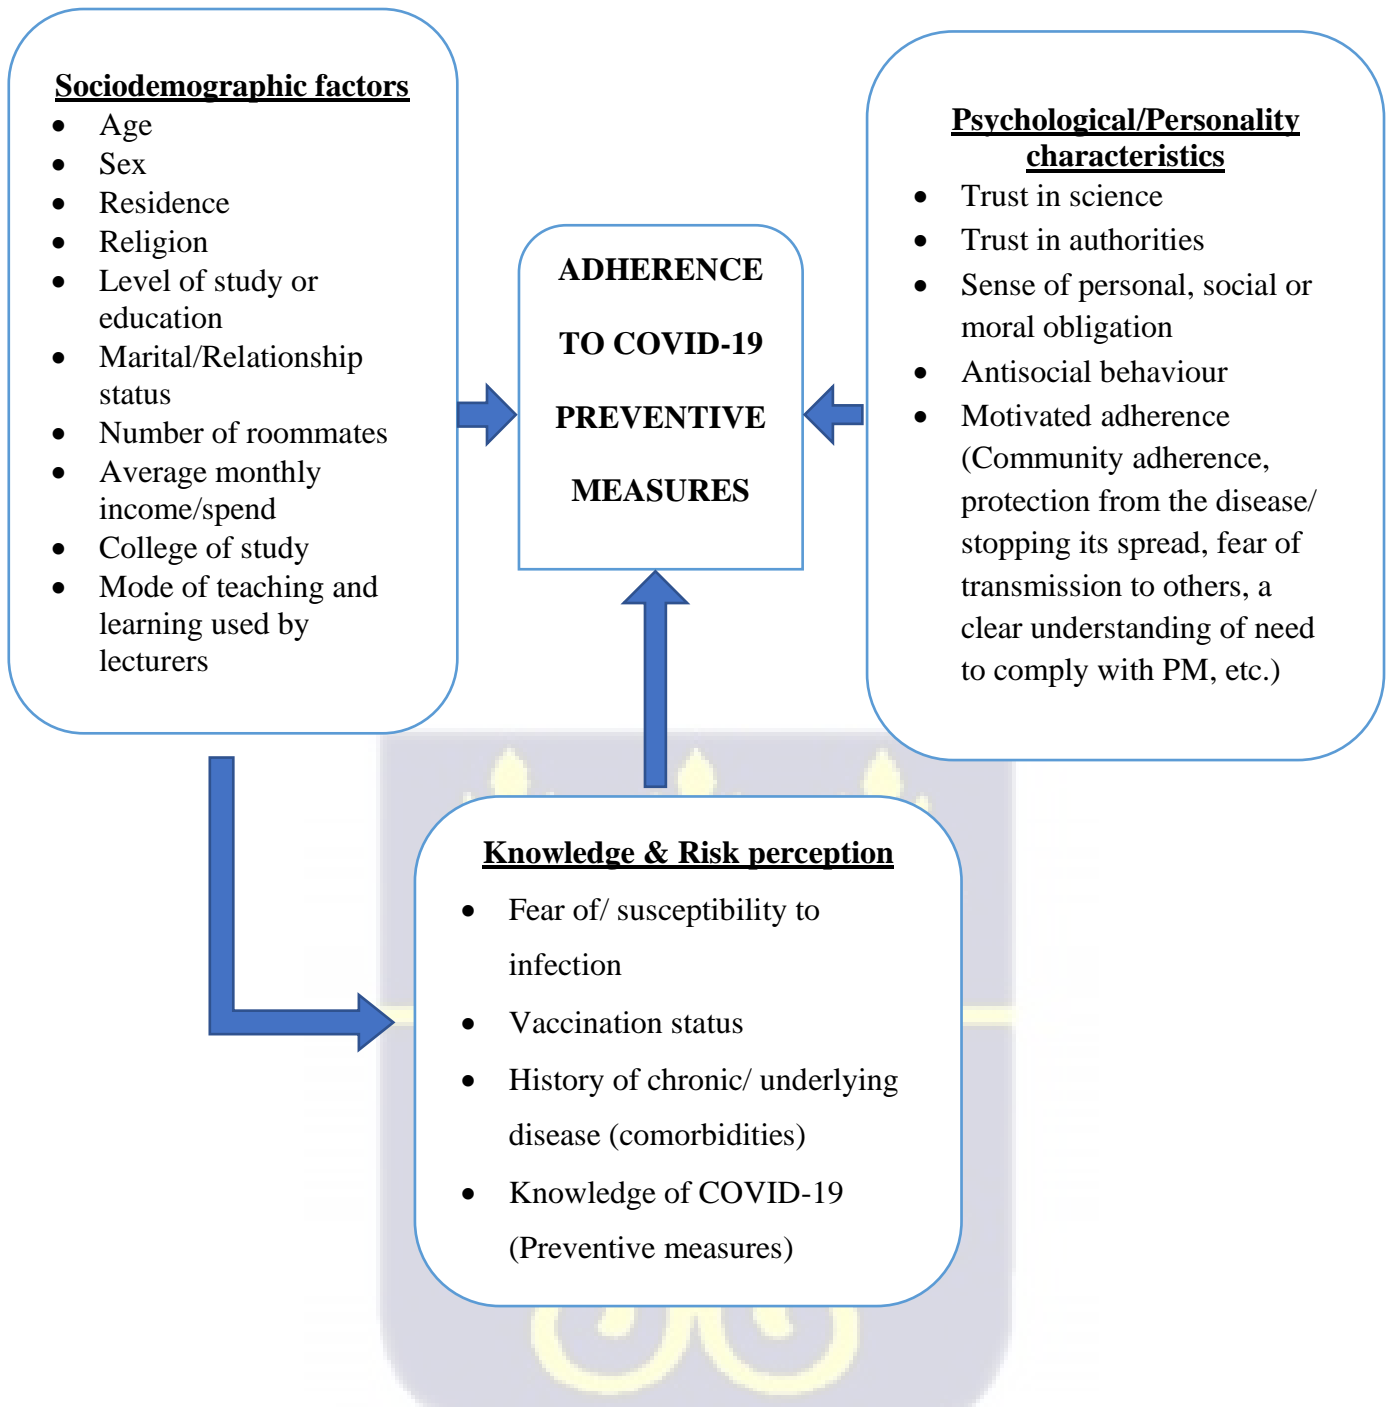 Sociodemographic factors
• Age
• Sex
• Residence
• Religion
• Level of study or
education
• Marital/Relationship
status
• Number of roommates
• Average monthly
income/spend
• College of study
• Mode of teaching and
learning used by
lecturers
ADHERENCE
TO COVID-19
PREVENTIVE
MEASURES
Psychological/Personality
characteristics
• Trust in science
• Trust in authorities
• Sense of personal, social or
moral obligation
• Antisocial behaviour
• Motivated adherence
(Community adherence,
protection from the disease/
stopping its spread, fear of
transmission to others, a
clear understanding of need
to comply with PM, etc.)
Knowledge & Risk perception
• Fear of/ susceptibility to
infection
• Vaccination status
• History of chronic/ underlying
disease (comorbidities)
• Knowledge of COVID-19
(Preventive measures)